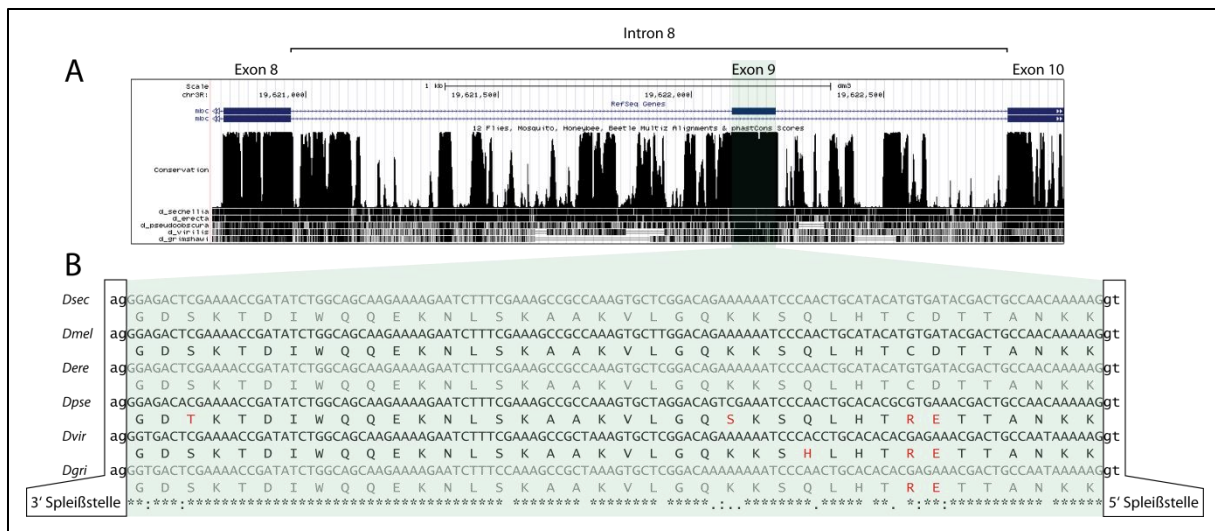 Intron 8
A
Exon 8 Exon 9 Exon 10
Scale 1 kb dm3
chr3R: 19,621,000 19,621,500 19,622,000 19,622,500
RefSeq Genes
mbc
mbc
12 Flies, Mosquito, Honeybee, Beetle Multiz Alignments & phastCons Scores
Conservation
d_sechellia
d_erecta
d_pseudoobscura
d_virilis
d_grimshawi
B
Dsec agGGAGACTCGAAAACCGATATCTGGCAGCAAGAAAAGAATCTTTCGAAAGCCGCCAAAGTGCTCGGACAGAAAAAATCCCAACTGCATACATGTGATACGACTGCCAACAAAAAGgt
G D S K T D I W Q Q E K N L S K A A K V L G Q K K S Q L H T C D T T A N K K
Dmel agGGAGACTCGAAAACCGATATCTGGCAGCAAGAAAAGAATCTTTCGAAAGCCGCCAAAGTGCTTGGACAGAAAAAATCCCAACTGCATACATGTGATACGACTGCCAACAAAAAGgt
G D S K T D I W Q Q E K N L S K A A K V L G Q K K S Q L H T C D T T A N K K
Dere agGGAGACTCGAAAACCGATATCTGGCAGCAAGAAAAGAATCTTTCGAAAGCCGCCAAAGTGCTCGGACAGAAAAAATCCCAACTGCATACATGTGATACGACTGCCAACAAAAAGgt
G D S K T D I W Q Q E K N L S K A A K V L G Q K K S Q L H T C D T T A N K K
Dpse agGGAGACACGAAAACCGATATCTGGCAGCAAGAAAAGAATCTTTCGAAAGCCGCCAAAGTGCTAGGACAGTCGAAATCCCAACTGCACACGCGTGAAACGACTGCCAACAAAAAGgt
G D T K T D I W Q Q E K N L S K A A K V L G Q S K S Q L H T R E T T A N K K
Dvir agGGTGACTCGAAAACCGATATCTGGCAGCAAGAAAAGAATCTTTCGAAAGCCGCTAAAGTGCTCGGACAGAAAAAATCCCACCTGCACACACGAGAAACGACTGCCAATAAAAAGgt
G D S K T D I W Q Q E K N L S K A A K V L G Q K K S H L H T R E T T A N K K
Dgri agGGTGACTCGAAAACCGATATCTGGCAGCAAGAAAAGAATCTTTCCAAAGCCGCTAAAGTGCTCGGACAAAAAAAATCCCAACTGCACACACGAGAAACGACTGCCAACAAAAAGgt
G D S K T D I W Q Q E K N L S K A A K V L G Q K K S Q L H T R E T T A N K K
3' Spleißstelle 5' Spleißstelle